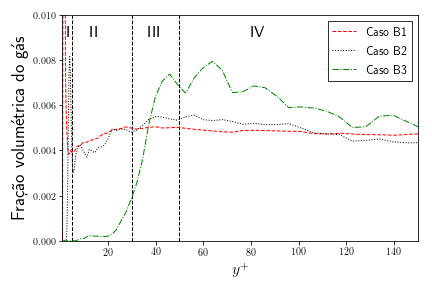 0.010
0.008
0.006
0.004
0.002
0.000
Fração volumétrica do gás
I II III IV
Caso B1
Caso B2
Caso B3
20 40 60 80 100 120 140
y+